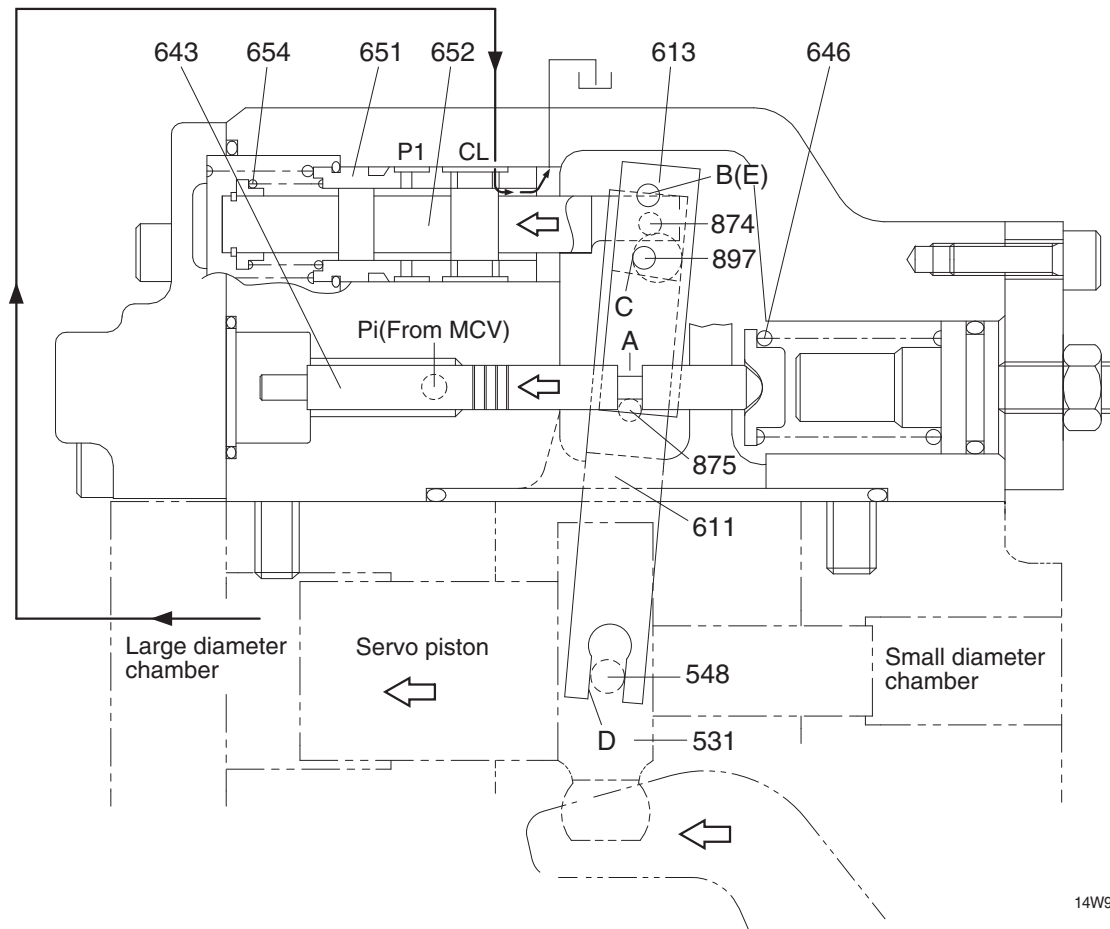 643 654 651 652 613 646
P1 CL
B(E)
874
897
C
Pi(From MCV)
A
875
611
Large diameter
chamber
Servo piston
Small diameter
chamber
548
D 531
14W9